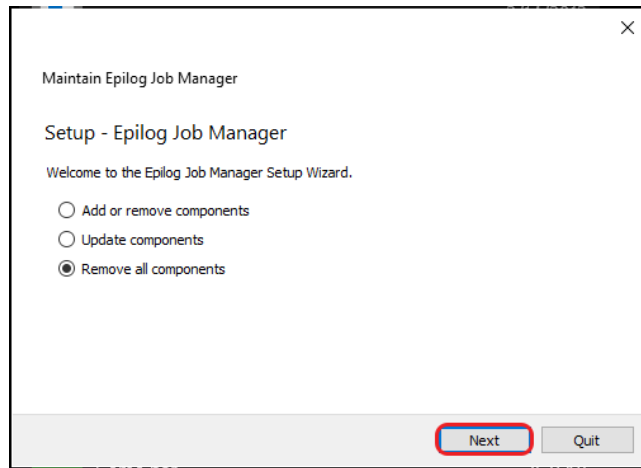 Maintain Epilog Job Manager
Setup - Epilog Job Manager
Welcome to the Epilog Job Manager Setup Wizard.
Add or remove components
Update components
Remove all components
Next
Quit